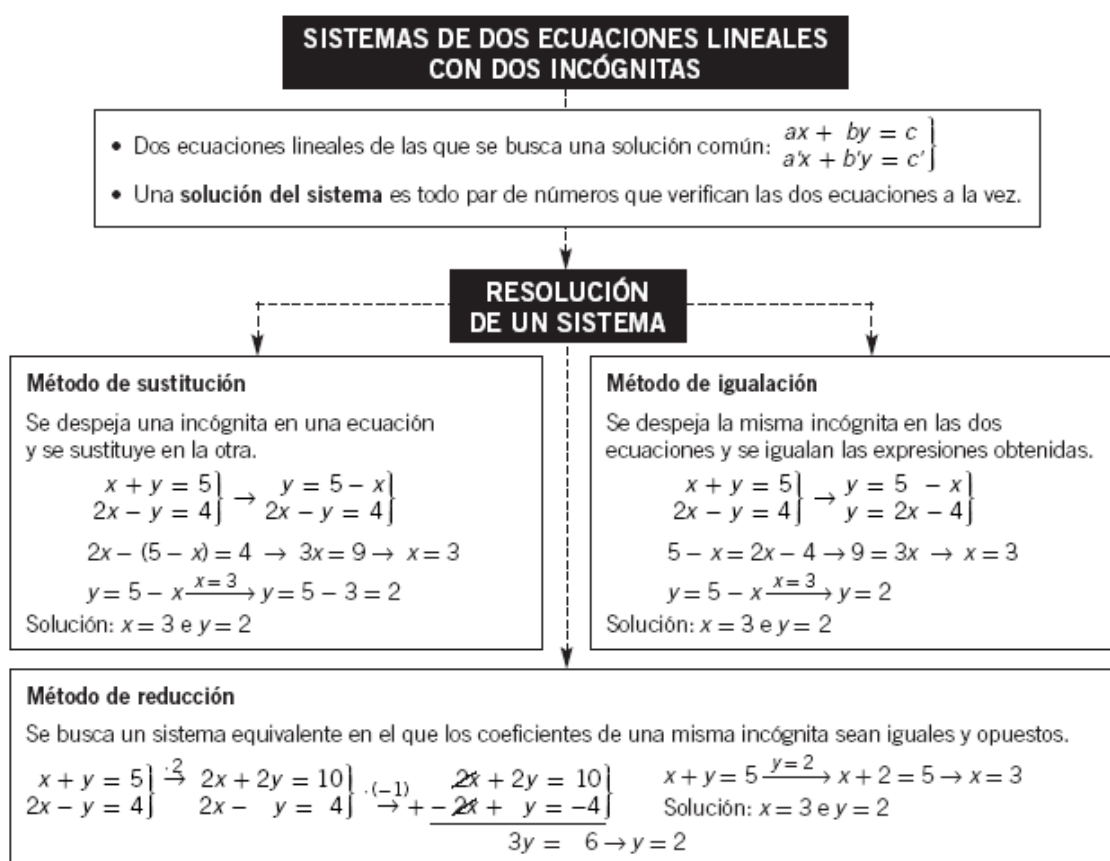 SISTEMAS DE DOS ECUACIONES LINEALES
CON DOS INCÓGNITAS
• Dos ecuaciones lineales de las que se busca una solución común: ax + by = c
a'x + b'y = c' }
• Una solución del sistema es todo par de números que verifican las dos ecuaciones a la vez.
RESOLUCIÓN
DE UN SISTEMA
Método de sustitución
Se despeja una incógnita en una ecuación
y se sustituye en la otra.
x + y = 5 } → y = 5 – x }
2x – y = 4 } 2x – y = 4 }
2x – (5 – x) = 4 → 3x = 9 → x = 3
y = 5 – x —x = 3→ y = 5 – 3 = 2
Solución: x = 3 e y = 2
Método de igualación
Se despeja la misma incógnita en las dos
ecuaciones y se igualan las expresiones obtenidas.
x + y = 5 } → y = 5 – x }
2x – y = 4 } y = 2x – 4 }
5 – x = 2x – 4 → 9 = 3x → x = 3
y = 5 – x —x = 3→ y = 2
Solución: x = 3 e y = 2
Método de reducción
Se busca un sistema equivalente en el que los coeficientes de una misma incógnita sean iguales y opuestos.
x + y = 5 } ·2 → 2x + 2y = 10 } ·(–1) → 2x + 2y = 10 }
2x – y = 4 } 2x – y = 4 } + – 2x + y = –4 }
3y = 6 → y = 2
x + y = 5 —y = 2→ x + 2 = 5 → x = 3
Solución: x = 3 e y = 2